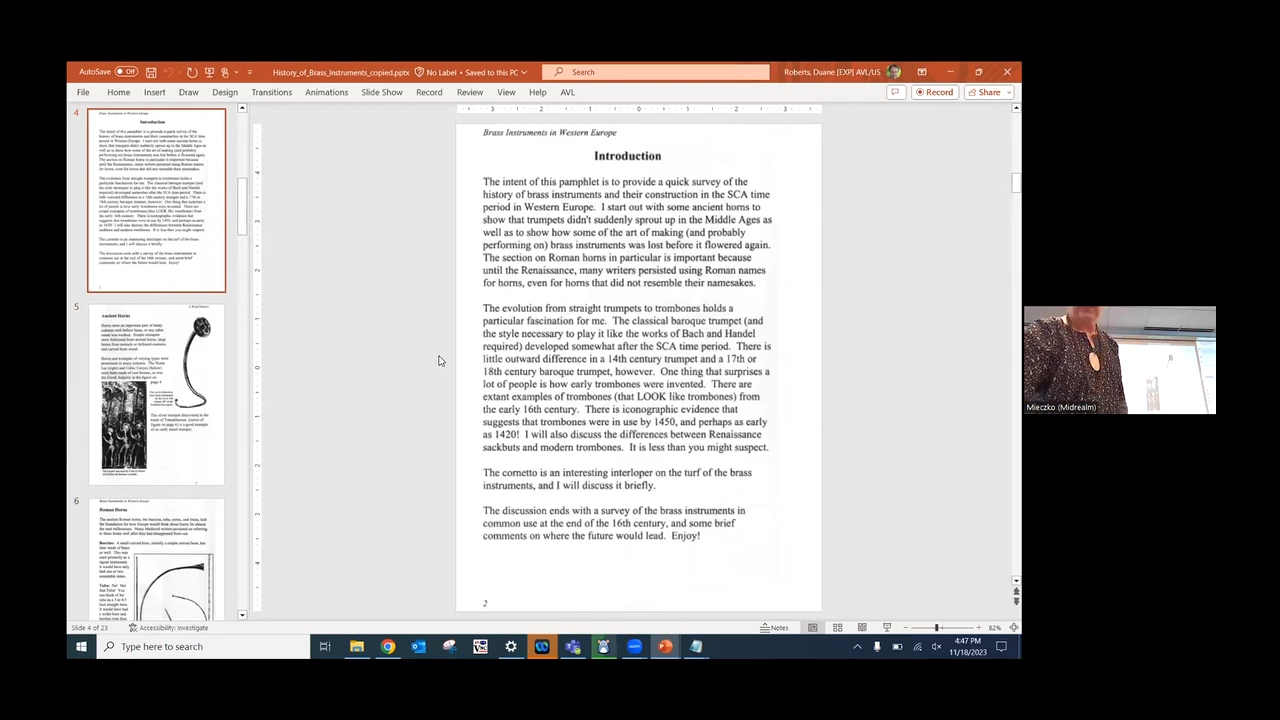 AutoSave Off History_of_Brass_Instruments_copied.pptx No Label • Saved to this PC Search Roberts, Duane [EXP] AVL/US
File Home Insert Draw Design Transitions Animations Slide Show Record Review View Help AVL Record Share
4
Introduction
5
Ancient Horns
6
Roman Horns
Brass Instruments in Western Europe
Introduction
The intent of this pamphlet is to provide a quick survey of the
history of brass instruments and their construction in the SCA time
period in Western Europe. I start out with some ancient horns to
show that trumpets didn't suddenly sprout up in the Middle Ages as
well as to show how some of the art of making (and probably
performing on) brass instruments was lost before it flowered again.
The section on Roman horns in particular is important because
until the Renaissance, many writers persisted using Roman names
for horns, even for horns that did not resemble their namesakes.
The evolution from straight trumpets to trombones holds a
particular fascination for me. The classical baroque trumpet (and
the style necessary to play it like the works of Bach and Handel
required) developed somewhat after the SCA time period. There is
little outward difference in a 14th century trumpet and a 17th or
18th century baroque trumpet, however. One thing that surprises a
lot of people is how early trombones were invented. There are
extant examples of trombones (that LOOK like trombones) from
the early 16th century. There is iconographic evidence that
suggests that trombones were in use by 1450, and perhaps as early
as 1420! I will also discuss the differences between Renaissance
sackbuts and modern trombones. It is less than you might suspect.
The cornetto is an interesting interloper on the turf of the brass
instruments, and I will discuss it briefly.
The discussion ends with a survey of the brass instruments in
common use at the end of the 16th century, and some brief
comments on where the future would lead. Enjoy!
2
Mieczko (Midrealm)
Slide 4 of 23 Accessibility: Investigate Notes 82%
Type here to search
4:47 PM
11/18/2023